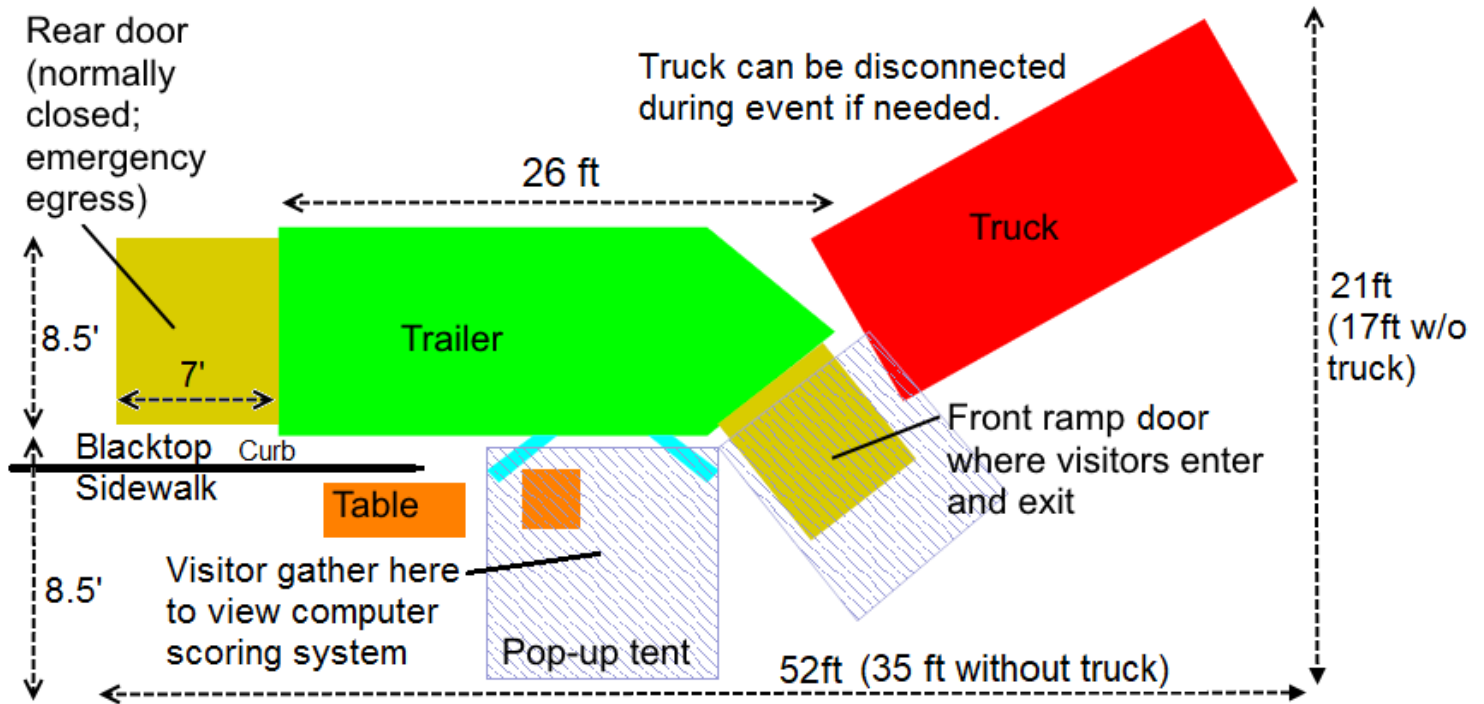 Rear door
(normally
closed;
emergency
egress)
Truck can be disconnected
during event if needed.
26 ft
Truck
21ft
(17ft w/o
truck)
8.5'
Trailer
7'
Front ramp door
where visitors enter
and exit
Blacktop
Curb
Sidewalk
Table
8.5'
Visitor gather here
to view computer
scoring system
Pop-up tent
52ft (35 ft without truck)